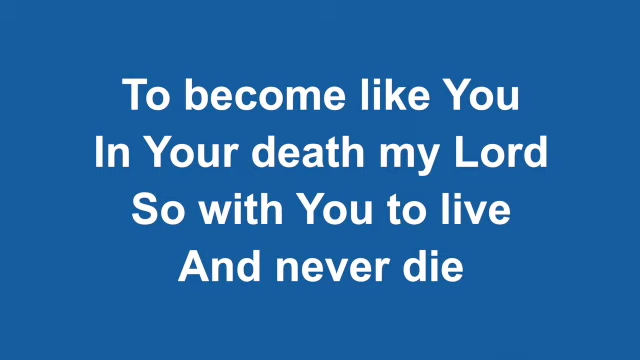 To become like You
In Your death my Lord
So with You to live
And never die